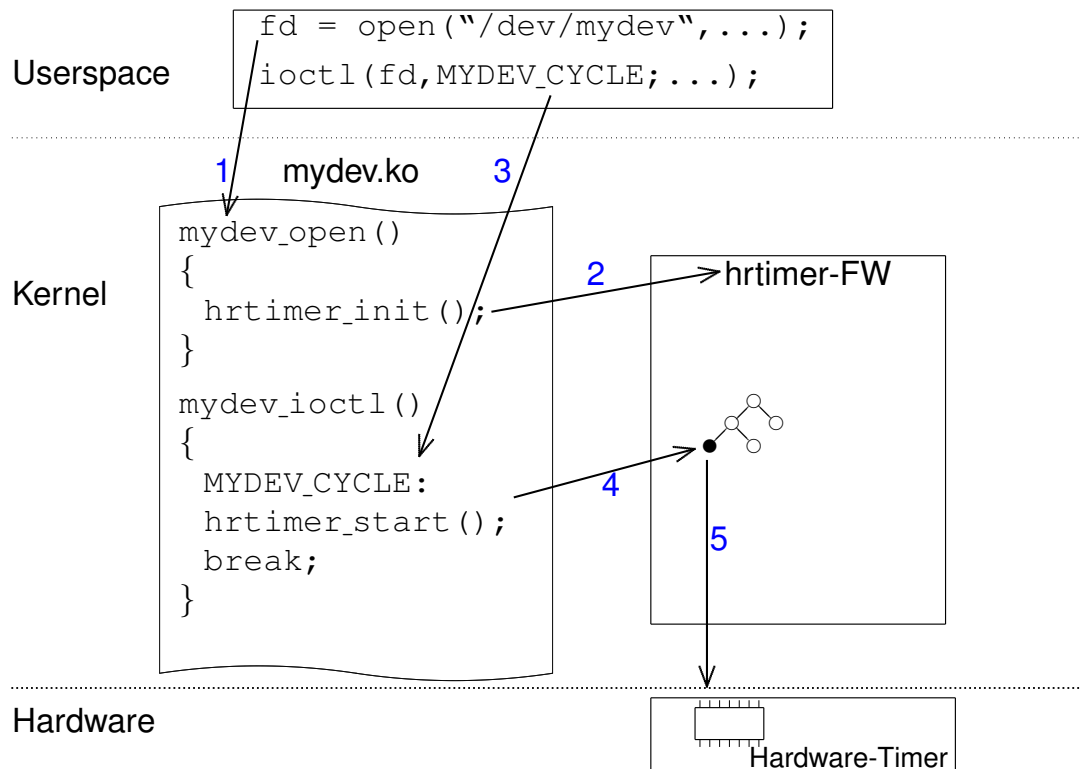 fd = open(“/dev/mydev“,...);
Userspace
ioctl(fd,MYDEV_CYCLE;...);
1
mydev.ko
3
mydev_open()
{
hrtimer_init();
}
2
hrtimer-FW
Kernel
mydev_ioctl()
{
MYDEV_CYCLE:
hrtimer_start();
break;
}
4
5
Hardware
Hardware-Timer